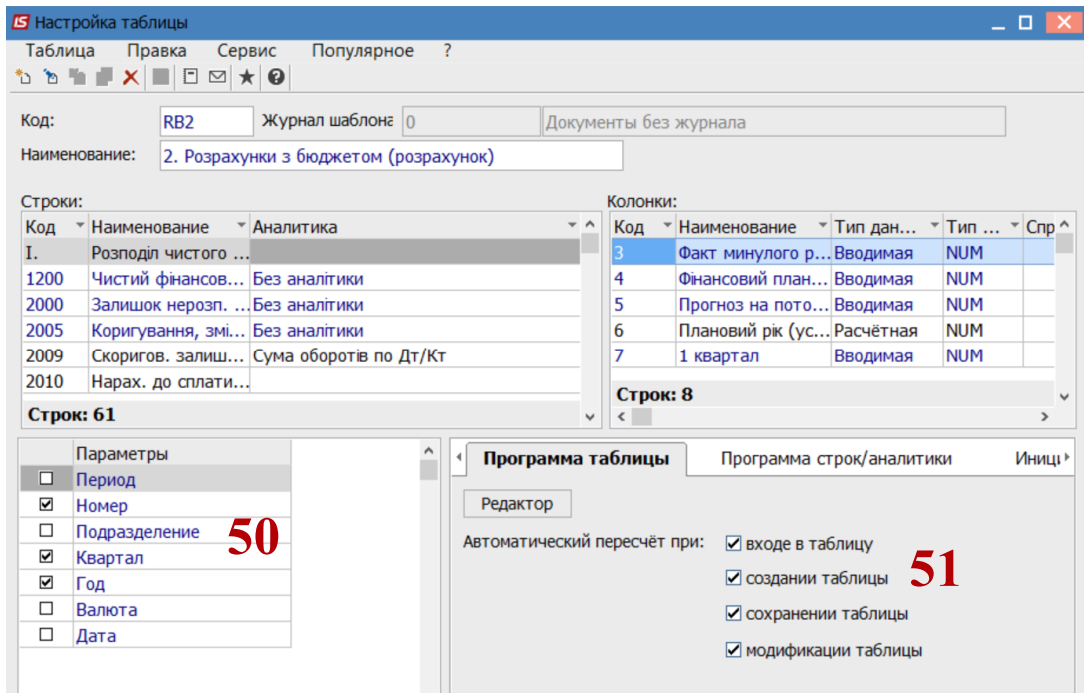 IS Настройка таблицы
Таблица Правка Сервис Популярное ?
Код: RB2 Журнал шаблона 0 Документы без журнала
Наименование: 2. Розрахунки з бюджетом (розрахунок)
Строки:
Код Наименование Аналитика
I. Розподіл чистого ...
1200 Чистий фінансов... Без аналітики
2000 Залишок нерозп. ... Без аналітики
2005 Коригування, змі... Без аналітики
2009 Скоригов. залиш... Сума оборотів по Дт/Кт
2010 Нарах. до сплати...
Строк: 61
Колонки:
Код Наименование Тип дан... Тип ... Спр
3 Факт минулого р... Вводимая NUM
4 Фінансовий план... Вводимая NUM
5 Прогноз на пото... Вводимая NUM
6 Плановий рік (ус... Расчётная NUM
7 1 квартал Вводимая NUM
Строк: 8
Параметры
Период
Номер
Подразделение
Квартал
Год
Валюта
Дата
50
Программа таблицы Программа строк/аналитики Иници
Редактор
Автоматический пересчёт при: входе в таблицу
создании таблицы
сохранении таблицы
модификации таблицы
51